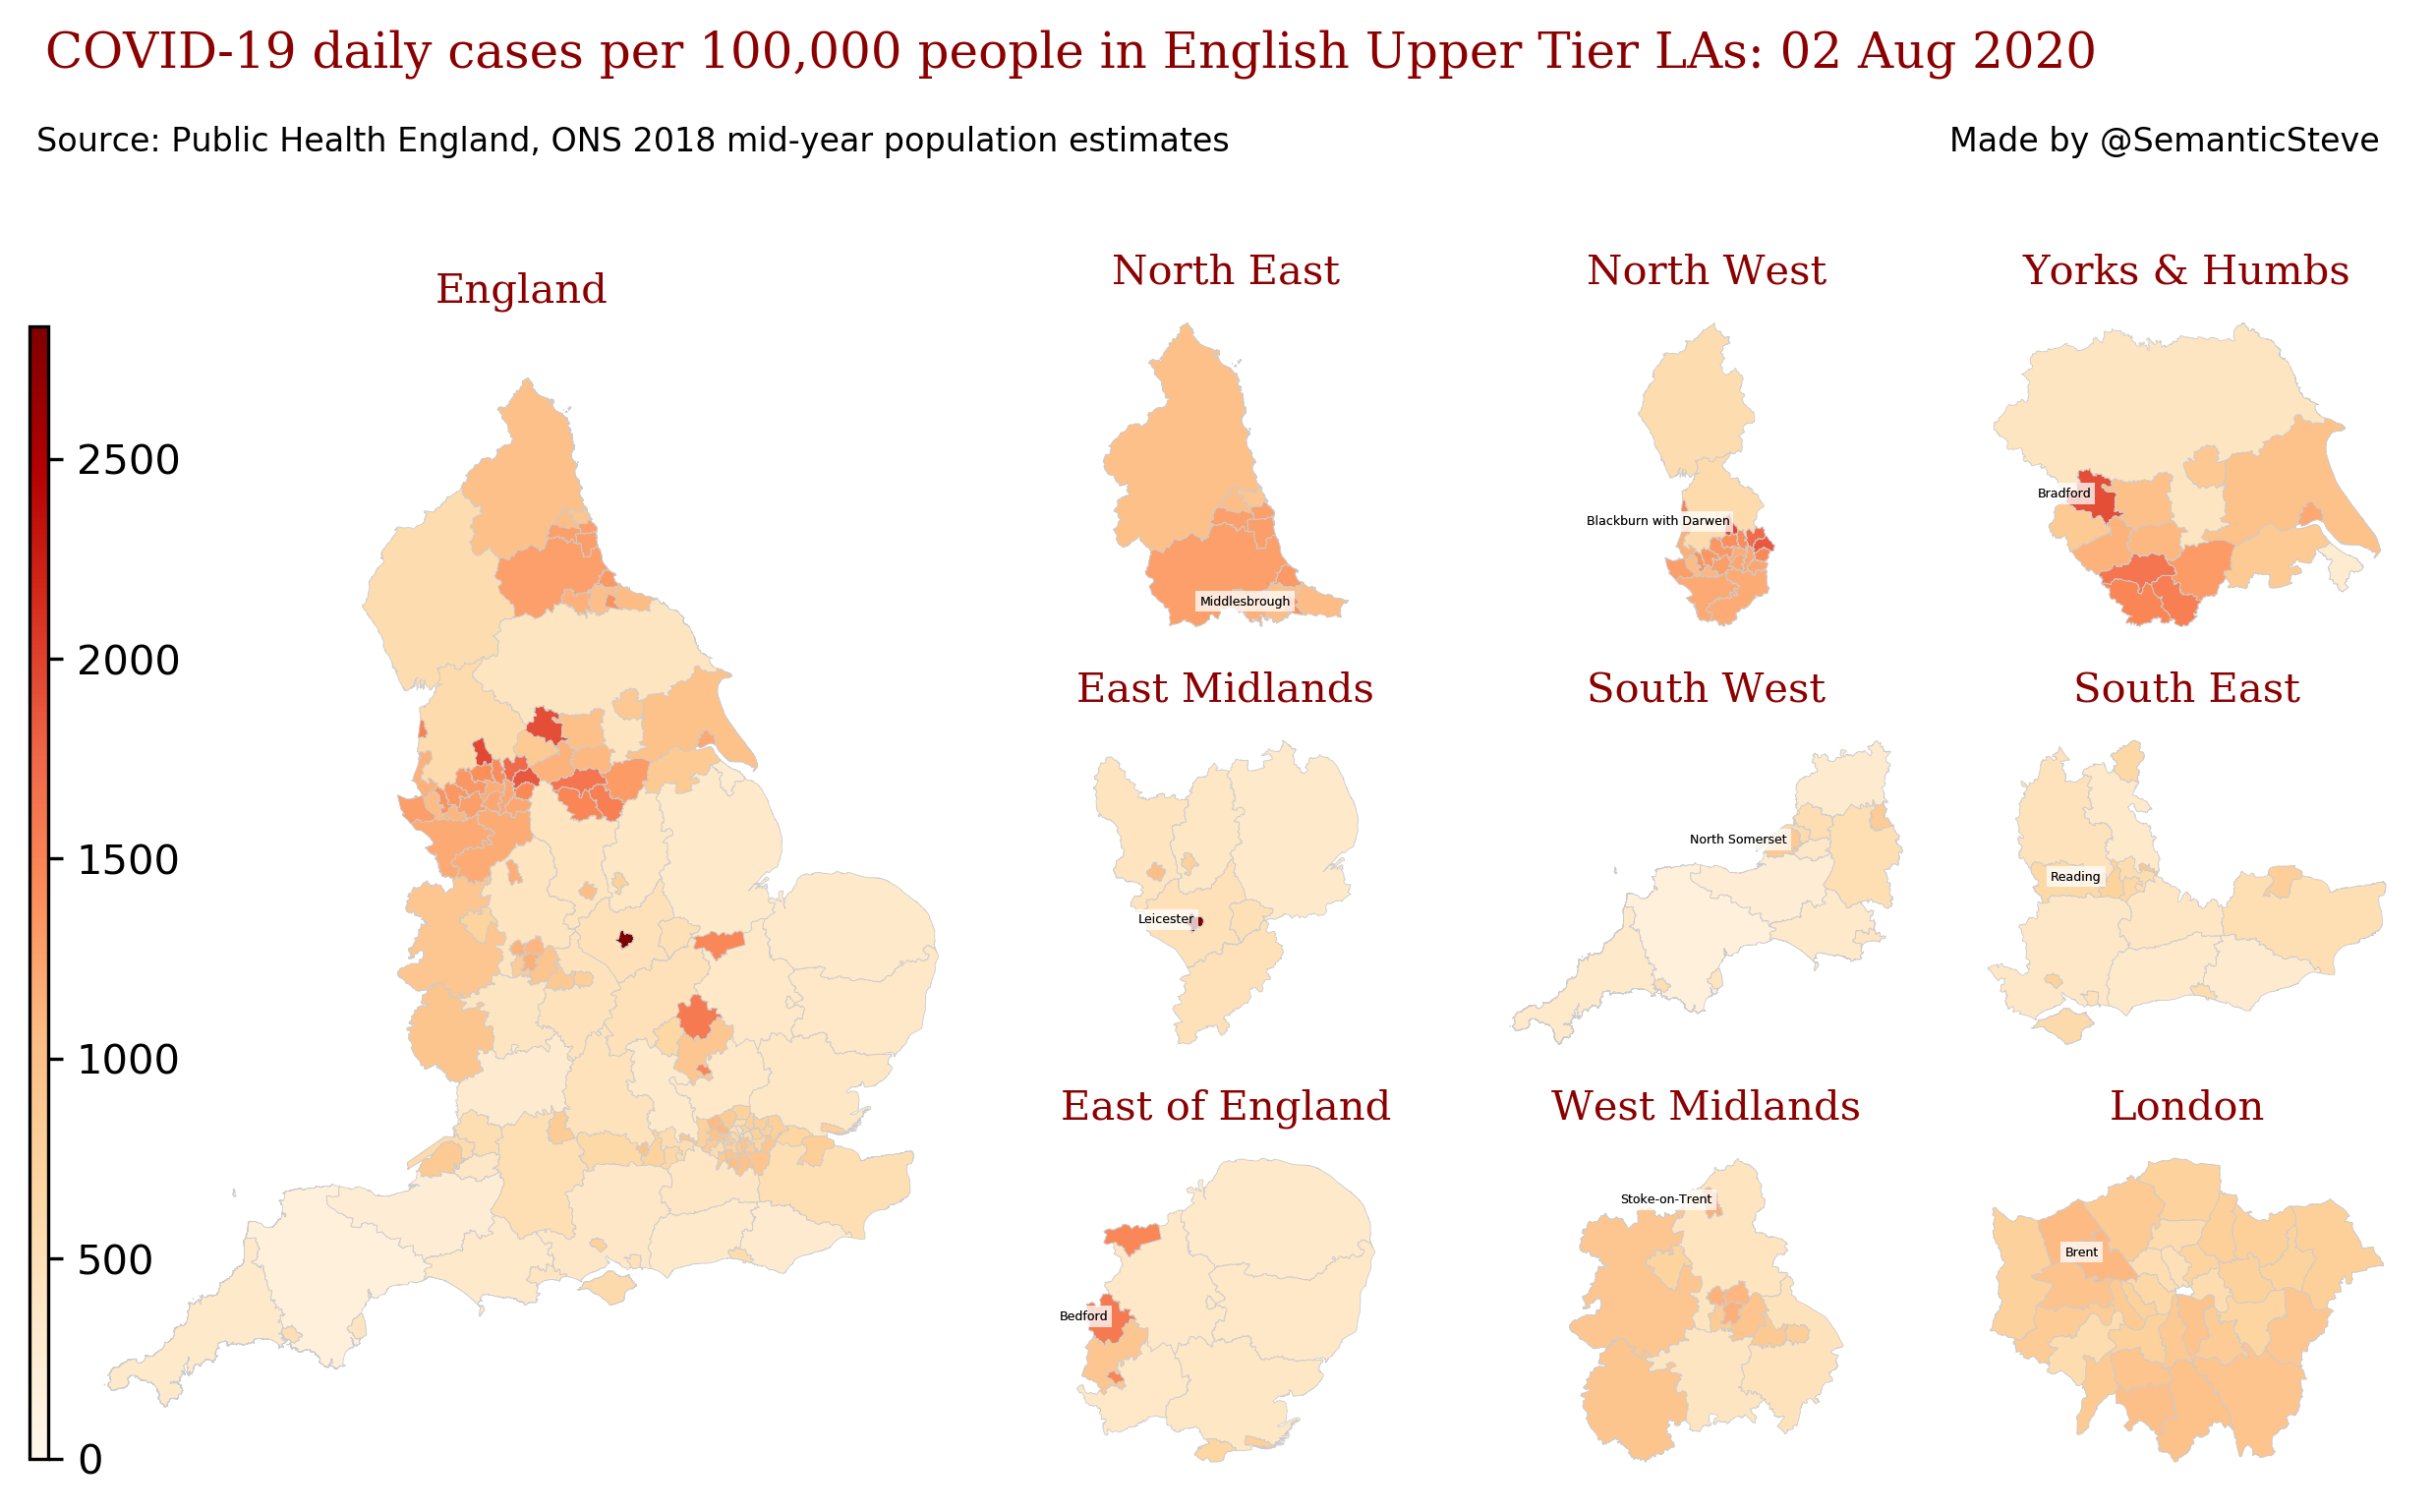 COVID-19 daily cases per 100,000 people in English Upper Tier LAs: 02 Aug 2020
Source: Public Health England, ONS 2018 mid-year population estimates
Made by @SemanticSteve
England
2500
2000
1500
1000
500
0
North East
Middlesbrough
North West
Blackburn with Darwen
Yorks & Humbs
Bradford
East Midlands
Leicester
South West
North Somerset
South East
Reading
East of England
Bedford
West Midlands
Stoke-on-Trent
London
Brent